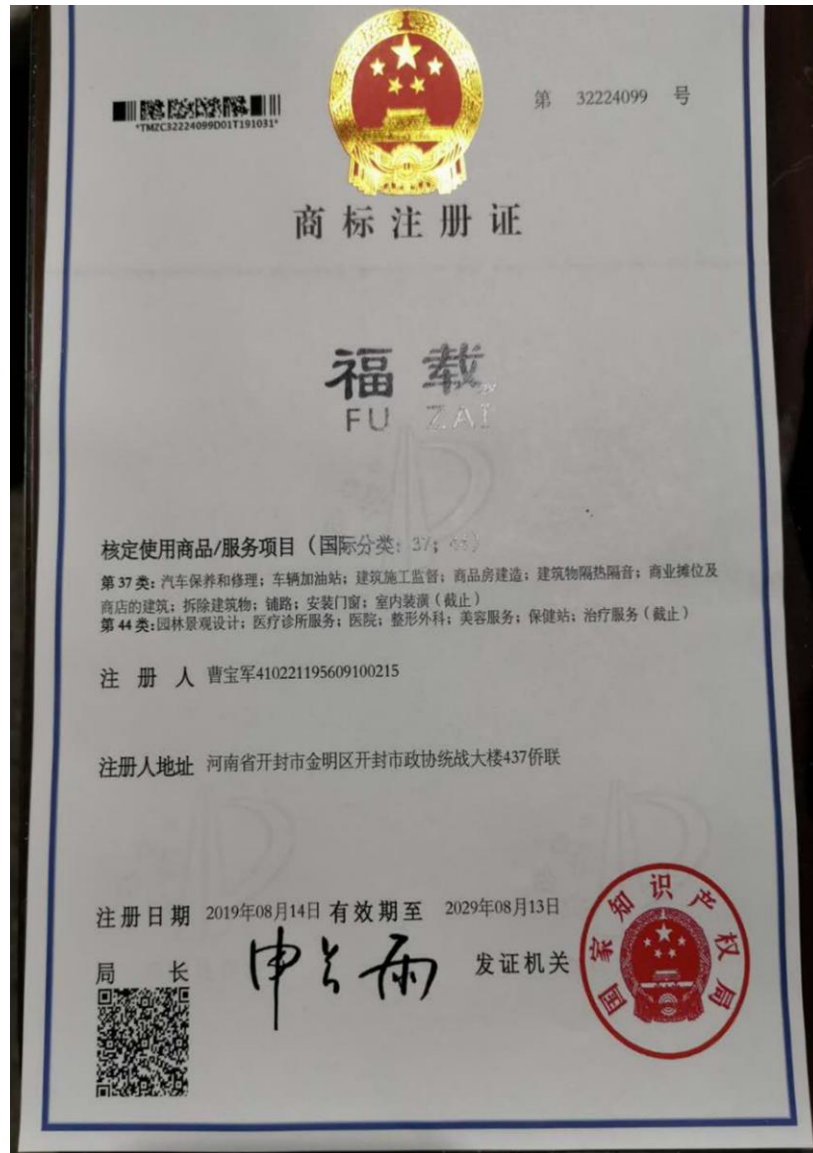 第 32224099 号
*TMZC32224099D01T191031*
商标注册证
福载
FU ZAI
核定使用商品/服务项目（国际分类：37；44）
第37类：汽车保养和修理；车辆加油站；建筑施工监督；商品房建造；建筑物隔热隔音；商业摊位及
商店的建筑；拆除建筑物；铺路；安装门窗；室内装潢（截止）
第44类：园林景观设计；医疗诊所服务；医院；整形外科；美容服务；保健站；治疗服务（截止）
注册人 曹宝军410221195609100215
注册人地址 河南省开封市金明区开封市政协统战大楼437侨联
注册日期 2019年08月14日 有效期至 2029年08月13日
局长 申长雨 发证机关
国家知识产权局